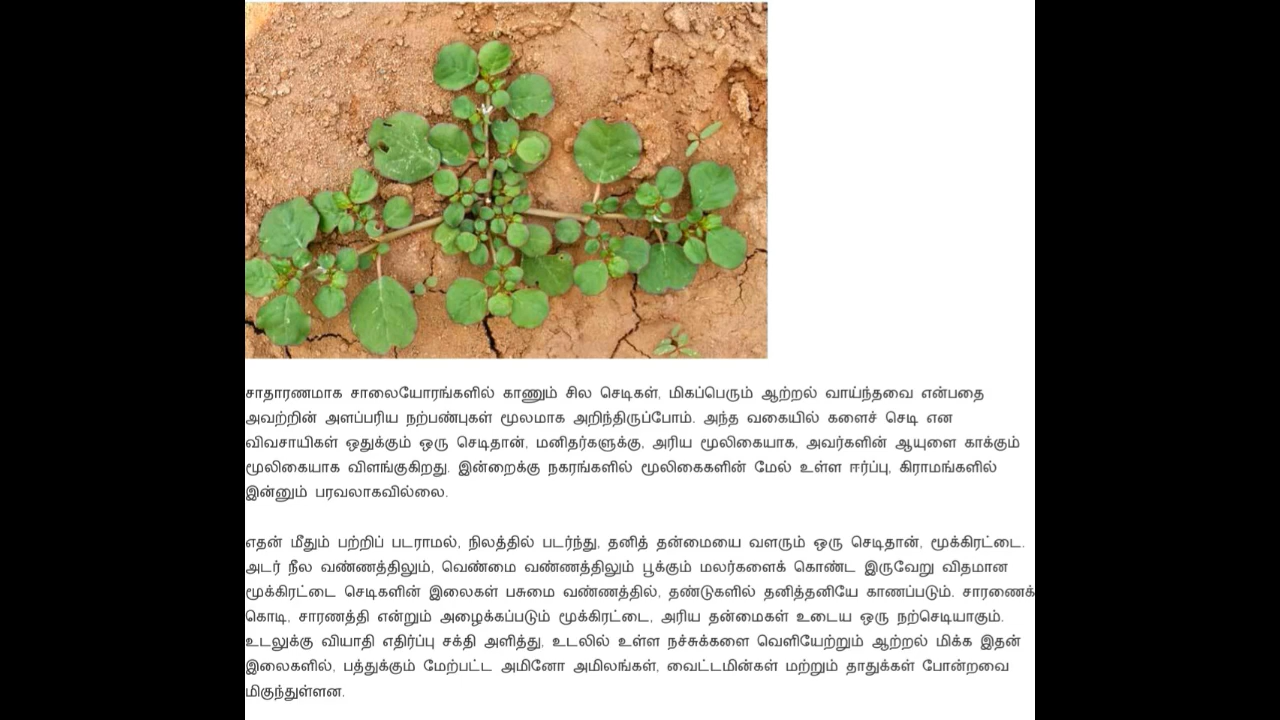 சாதாரணமாக சாலையோரங்களில் காணும் சில செடிகள், மிகப்பெரும் ஆற்றல் வாய்ந்தவை என்பதை
அவற்றின் அளப்பரிய நற்பண்புகள் மூலமாக அறிந்திருப்போம். அந்த வகையில் களைச் செடி என
விவசாயிகள் ஒதுக்கும் ஒரு செடிதான், மனிதர்களுக்கு, அரிய மூலிகையாக, அவர்களின் ஆயுளை காக்கும்
மூலிகையாக விளங்குகிறது. இன்றைக்கு நகரங்களில் மூலிகைகளின் மேல் உள்ள ஈர்ப்பு, கிராமங்களில்
இன்னும் பரவலாகவில்லை.
எதன் மீதும் பற்றிப் படராமல், நிலத்தில் படர்ந்து, தனித் தன்மையை வளரும் ஒரு செடிதான், மூக்கிரட்டை.
அடர் நீல வண்ணத்திலும், வெண்மை வண்ணத்திலும் பூக்கும் மலர்களைக் கொண்ட இருவேறு விதமான
மூக்கிரட்டை செடிகளின் இலைகள் பசுமை வண்ணத்தில், தண்டுகளில் தனித்தனியே காணப்படும். சாரணைக்
கொடி, சாரணத்தி என்றும் அழைக்கப்படும் மூக்கிரட்டை, அரிய தன்மைகள் உடைய ஒரு நற்செடியாகும்.
உடலுக்கு வியாதி எதிர்ப்பு சக்தி அளித்து, உடலில் உள்ள நச்சுக்களை வெளியேற்றும் ஆற்றல் மிக்க இதன்
இலைகளில், பத்துக்கும் மேற்பட்ட அமினோ அமிலங்கள், வைட்டமின்கள் மற்றும் தாதுக்கள் போன்றவை
மிகுந்துள்ளன.